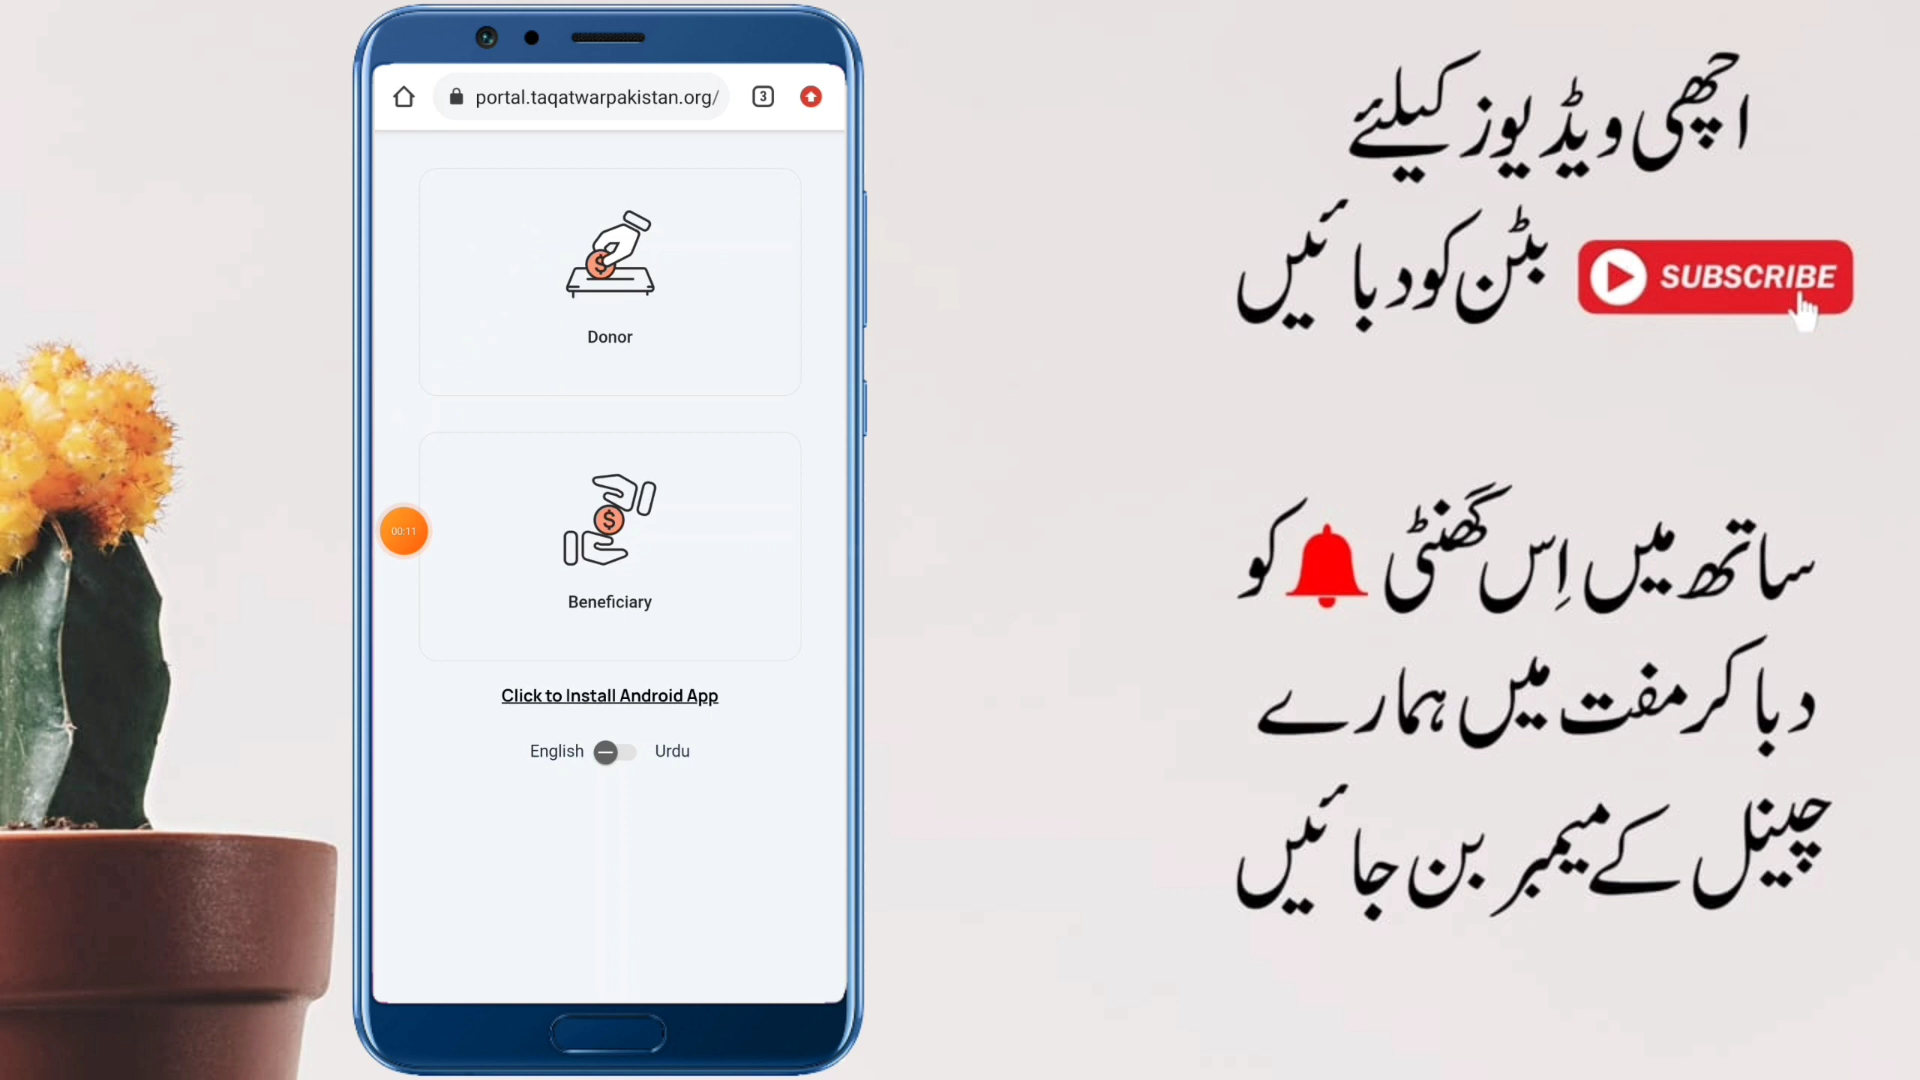 portal.taqatwarpakistan.org/
3
Donor
00:11
Beneficiary
Click to Install Android App
English Urdu
اچھی ویڈیوز کیلئے
SUBSCRIBE بٹن کو دبائیں
ساتھ میں اِس گھنٹی کو
دبا کر مفت میں ہمارے
چینل کے میمبر بن جائیں